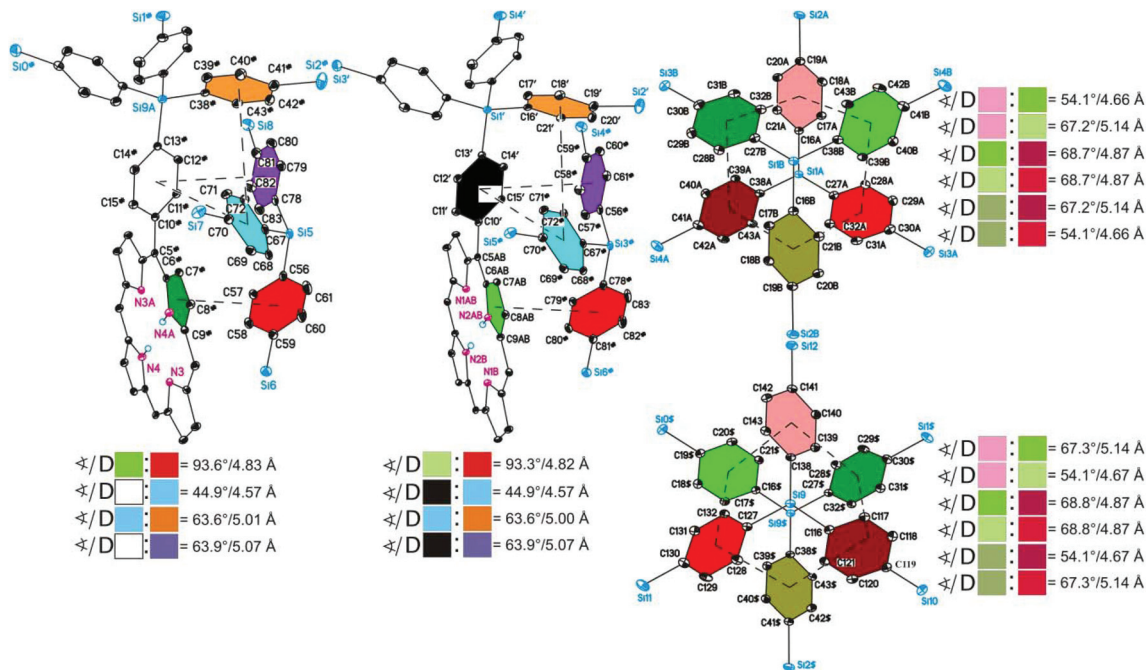 Si1* Si4' Si2A
Si0* C40* C41* Si2* C18' C19' Si2' C20A C19A C18A
C39* C43* C42* Si3' C17' C16' C21' C20' Si3B C31B C32B C43B C42B Si4B
Si9A C38* Si8 Si1' Si4* C30B C21A C17A C41B
C13* C80 C13' C59* C60* C29B C28B C27B C16A C38B C39B C40B
C14* C12* C81 C79 C12' C14' C58* C61* Si1B Si1A
C71 C82 C71* C39A C38A C27A C28A
C15* C11* C72 C78 C15' C72* C56* C40A C16B C29A
Si7 C10* C70 C83 C67 Si5 C11' C10' Si5* C70* C57* C67* Si3* C41A C17B C32A C30A
C5* C69 C68 C5AB C69* C68* C42A C43A C21B C31A
C6* C7* C56 C6AB C7AB C78* Si4A C18B C20B Si3A
N3A C8* C57 C61 N1AB C8AB C79* C83' C19B
N4A C9* C58 C60 N2AB C9AB C80* C82* Si2B
N4 N3 C59 N2B N1B C81* Si12
Si6 Si6*
∢/D : = 54.1°/4.66 Å
∢/D : = 67.2°/5.14 Å
∢/D : = 68.7°/4.87 Å
∢/D : = 68.7°/4.87 Å
∢/D : = 67.2°/5.14 Å
∢/D : = 54.1°/4.66 Å
∢/D : = 93.6°/4.83 Å
∢/D : = 44.9°/4.57 Å
∢/D : = 63.6°/5.01 Å
∢/D : = 63.9°/5.07 Å
∢/D : = 93.3°/4.82 Å
∢/D : = 44.9°/4.57 Å
∢/D : = 63.6°/5.00 Å
∢/D : = 63.9°/5.07 Å
C142 C141
C143 C140
Si0$ C20$ C139 C29$ Si1$
C19$ C21$ C138 C28$ C30$
C18$ C16$ C27$ C31$
C17$ Si9 C32$
C132 C127 Si9$ C116 C117
C131 C39$ C38$ C118
C130 C128 C121 C119
C129 C40$ C43$ C120
Si11 C41$ C42$ Si10
Si2$
∢/D : = 67.3°/5.14 Å
∢/D : = 54.1°/4.67 Å
∢/D : = 68.8°/4.87 Å
∢/D : = 68.8°/4.87 Å
∢/D : = 54.1°/4.67 Å
∢/D : = 67.3°/5.14 Å